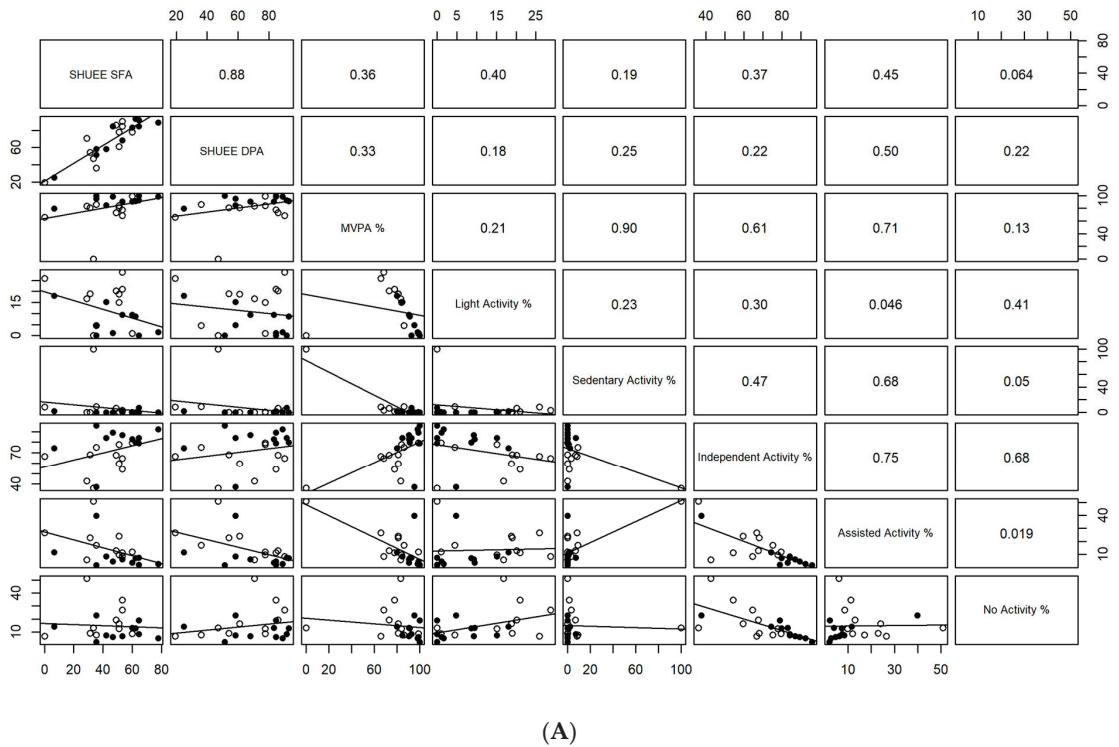 20 60 0 5 15 25 40 60 80 10 30 50
SHUEE SFA 0.88 0.36 0.40 0.19 0.37 0.45 0.064 0 40 80
20 60 SHUEE DPA 0.33 0.18 0.25 0.22 0.50 0.22
MVPA % 0.21 0.90 0.61 0.71 0.13 0 40 100
0 15 Light Activity % 0.23 0.30 0.046 0.41
Sedentary Activity % 0.47 0.68 0.05 0 40 100
40 70 Independent Activity % 0.75 0.68
Assisted Activity % 0.019 10 40
10 40 No Activity %
0 20 40 60 80 0 20 40 60 80 100 0 20 60 100 10 30 50
(A)